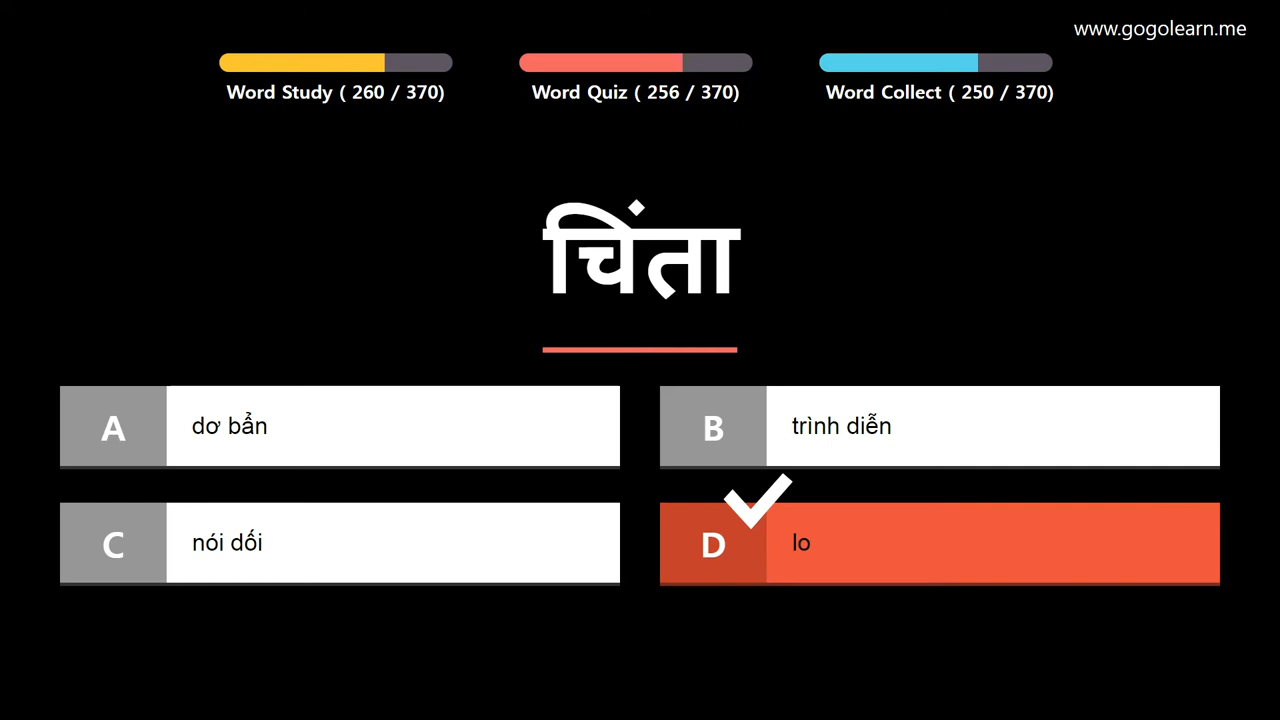 www.gogolearn.me
Word Study ( 260 / 370)
Word Quiz ( 256 / 370)
Word Collect ( 250 / 370)
चिंता
A
dơ bẩn
B
trình diễn
C
nói dối
D
lo